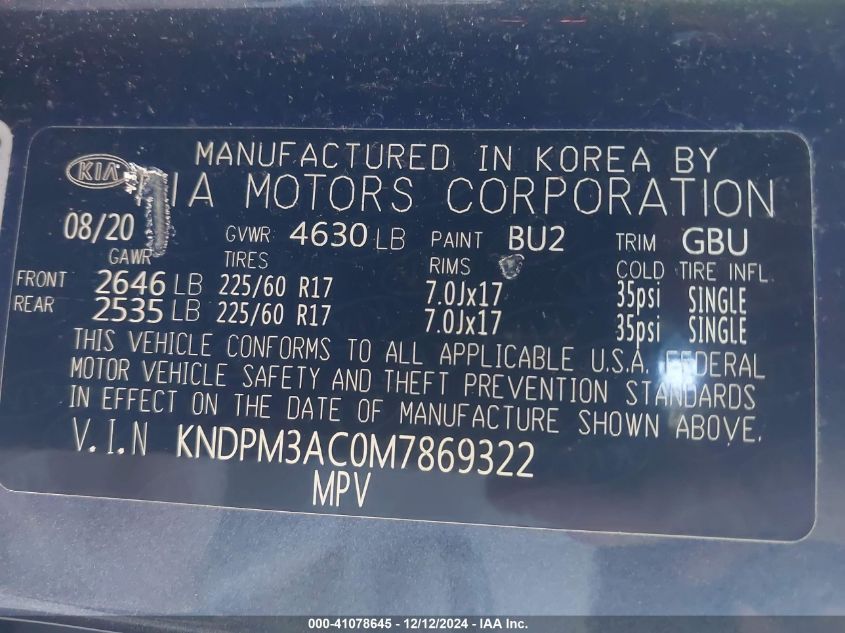 MANUFACTURED IN KOREA BY
KIA IA MOTORS CORPORATION
08/20 GVWR 4630 LB PAINT BU2 TRIM GBU
GAWR TIRES RIMS COLD TIRE INFL.
FRONT 2646 LB 225/60 R17 7.0Jx17 35psi SINGLE
REAR 2535 LB 225/60 R17 7.0Jx17 35psi SINGLE
THIS VEHICLE CONFORMS TO ALL APPLICABLE U.S.A. FEDERAL
MOTOR VEHICLE SAFETY AND THEFT PREVENTION STANDARDS
IN EFFECT ON THE DATE OF MANUFACTURE SHOWN ABOVE.
V.I.N KNDPM3AC0M7869322
MPV
000-41078645 - 12/12/2024 - IAA Inc.